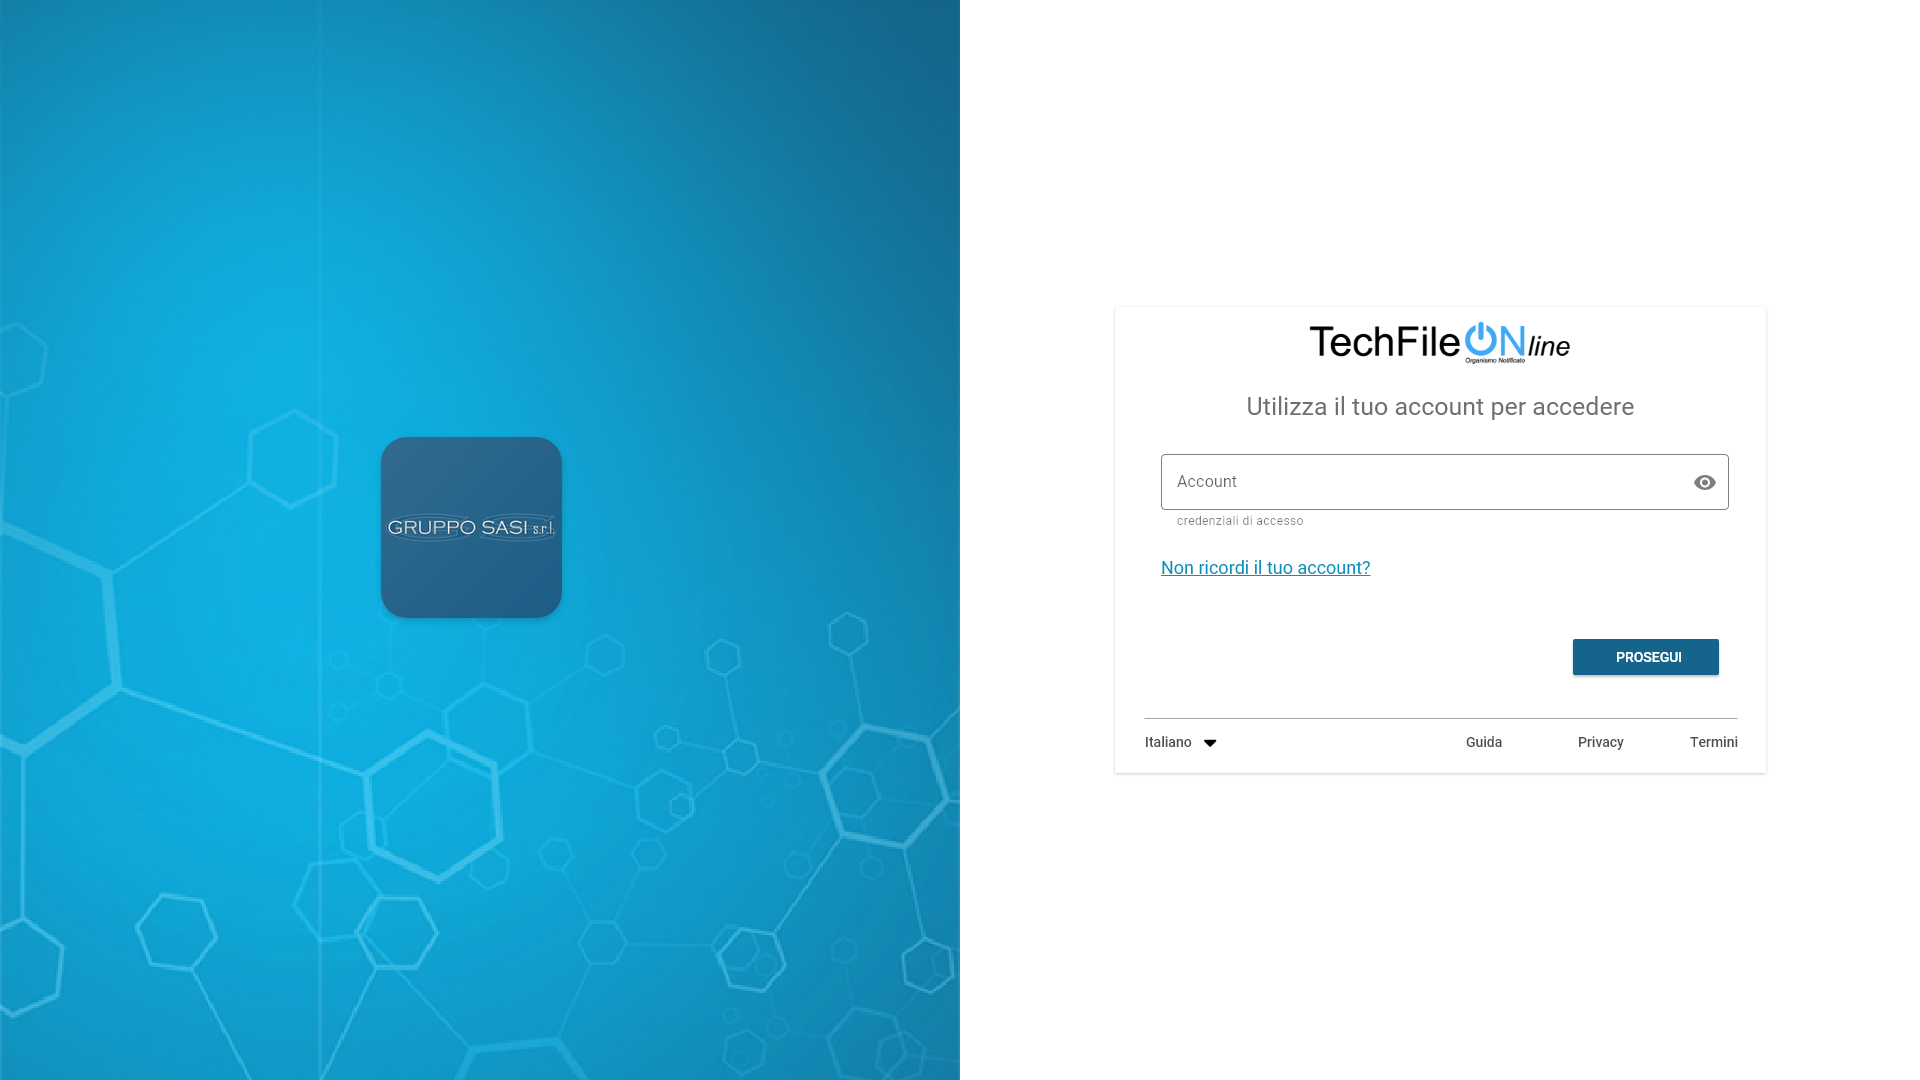 GRUPPO SASI s.r.l.
TechFileONline
Organismo Notificato
Utilizza il tuo account per accedere
Account
credenziali di accesso
Non ricordi il tuo account?
PROSEGUI
Italiano
Guida
Privacy
Termini